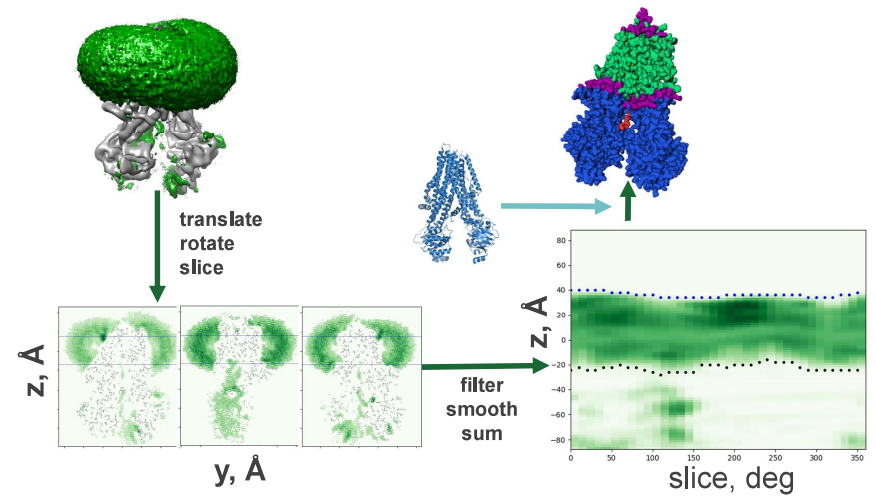 translate
rotate
slice
z, Å
y, Å
filter
smooth
sum
z, Å
80
60
40
20
0
−20
−40
−60
−80
0 50 100 150 200 250 300 350
slice, deg